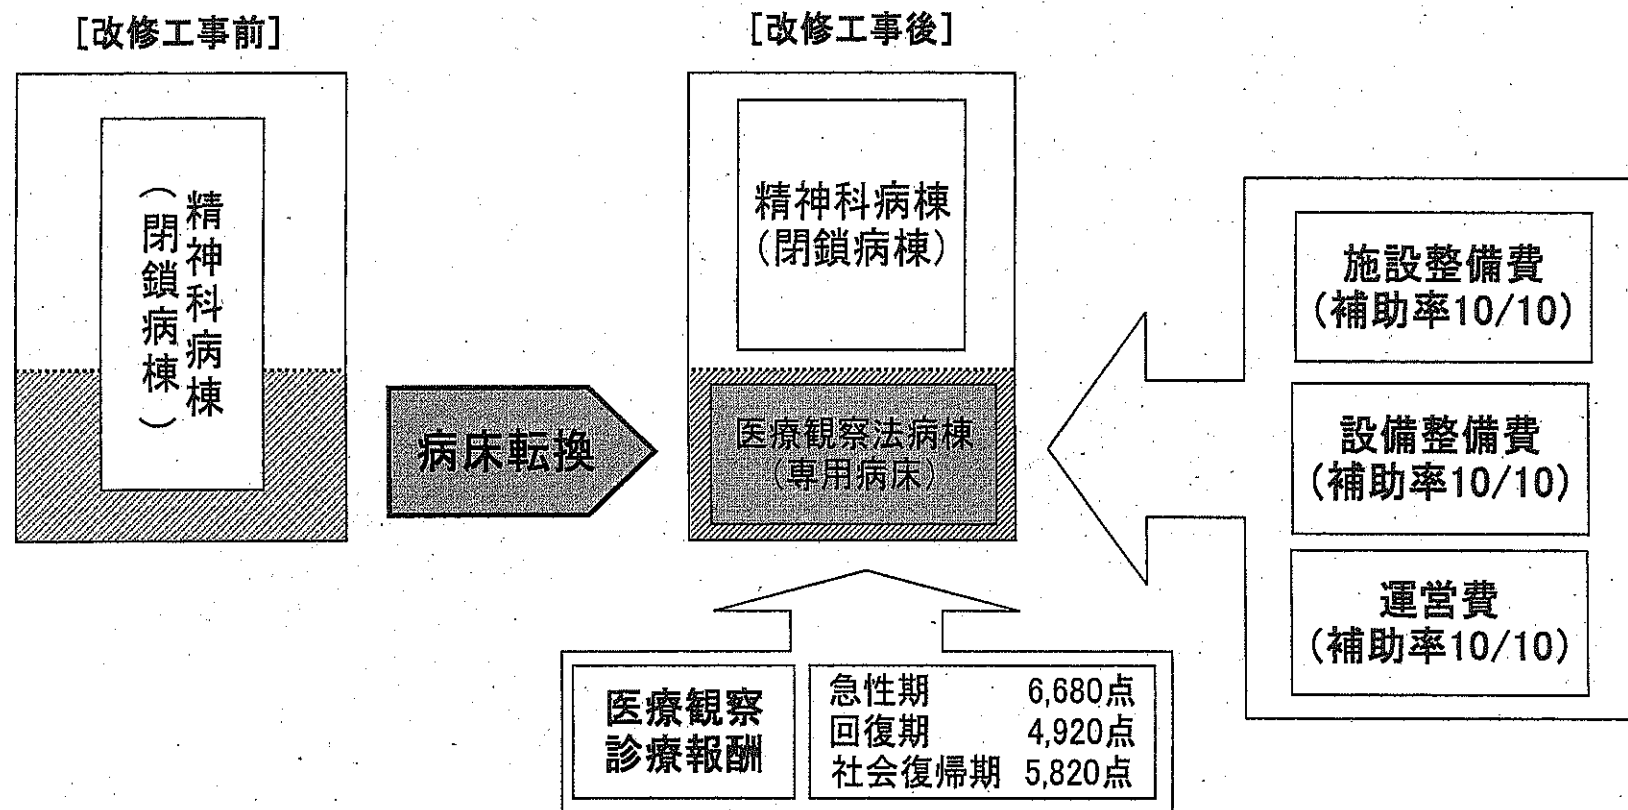 [改修工事前]
精神科病棟
(閉鎖病棟)
病床転換
[改修工事後]
精神科病棟
(閉鎖病棟)
医療観察法病棟
(専用病床)
施設整備費
(補助率10/10)
設備整備費
(補助率10/10)
運営費
(補助率10/10)
医療観察
診療報酬
急性期 6,680点
回復期 4,920点
社会復帰期 5,820点